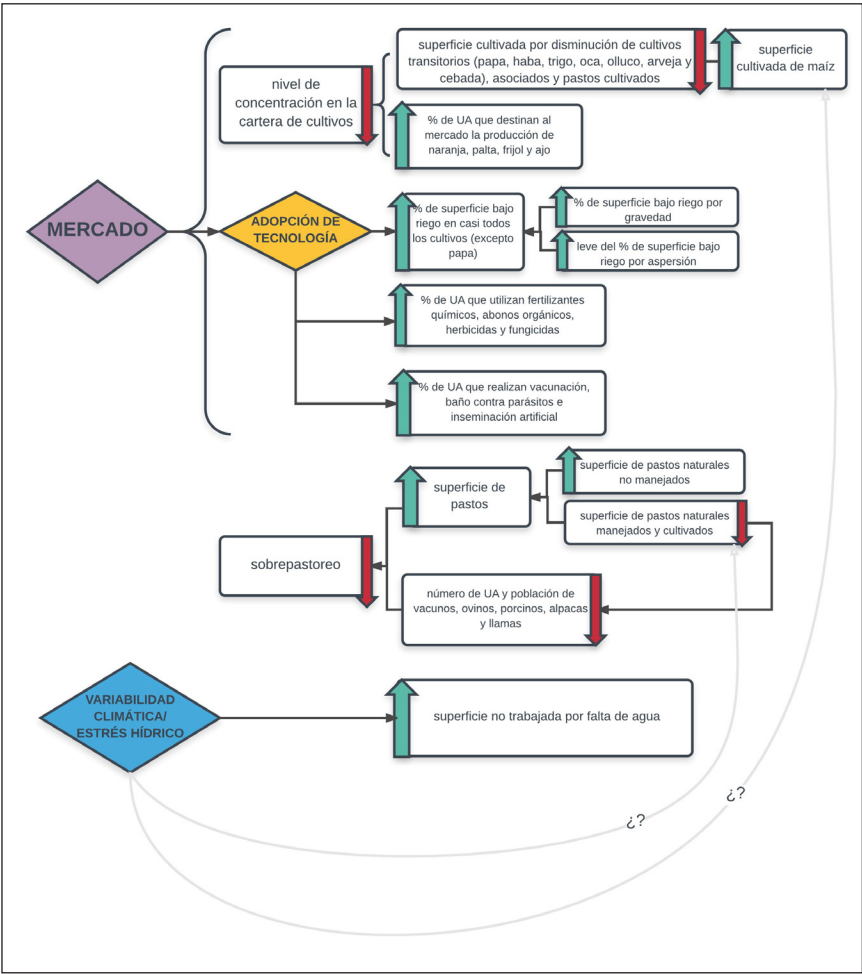 superficie cultivada por disminución de cultivos
transitorios (papa, haba, trigo, oca, olluco, arveja y
cebada), asociados y pastos cultivados
superficie
cultivada de maíz
nivel de
concentración en la
cartera de cultivos
% de UA que destinan al
mercado la producción de
naranja, palta, frijol y ajo
MERCADO
ADOPCIÓN DE
TECNOLOGÍA
% de superficie bajo
riego en casi todos
los cultivos (excepto
papa)
% de superficie bajo riego por
gravedad
leve del % de superficie bajo
riego por aspersión
% de UA que utilizan fertilizantes
químicos, abonos orgánicos,
herbicidas y fungicidas
% de UA que realizan vacunación,
baño contra parásitos e
inseminación artificial
superficie de
pastos
superficie de pastos naturales
no manejados
superficie de pastos naturales
manejados y cultivados
sobrepastoreo
número de UA y población de
vacunos, ovinos, porcinos, alpacas
y llamas
VARIABILIDAD
CLIMÁTICA/
ESTRÉS HÍDRICO
superficie no trabajada por falta de agua
¿?
¿?